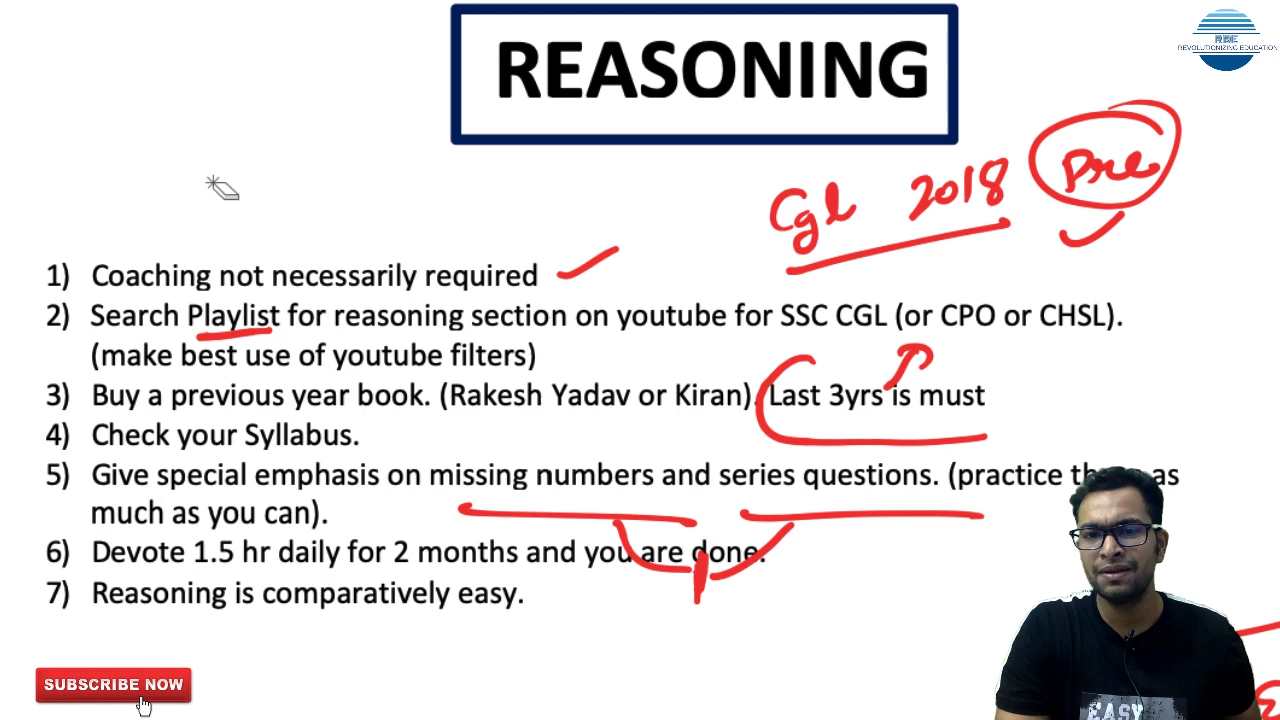 REASONING
RBE
REVOLUTIONIZING EDUCATION
Cgl 2018 Pre
1) Coaching not necessarily required
2) Search Playlist for reasoning section on youtube for SSC CGL (or CPO or CHSL).
(make best use of youtube filters)
3) Buy a previous year book. (Rakesh Yadav or Kiran). Last 3yrs is must
4) Check your Syllabus.
5) Give special emphasis on missing numbers and series questions. (practice as
much as you can).
6) Devote 1.5 hr daily for 2 months and you are done.
7) Reasoning is comparatively easy.
SUBSCRIBE NOW
EASY